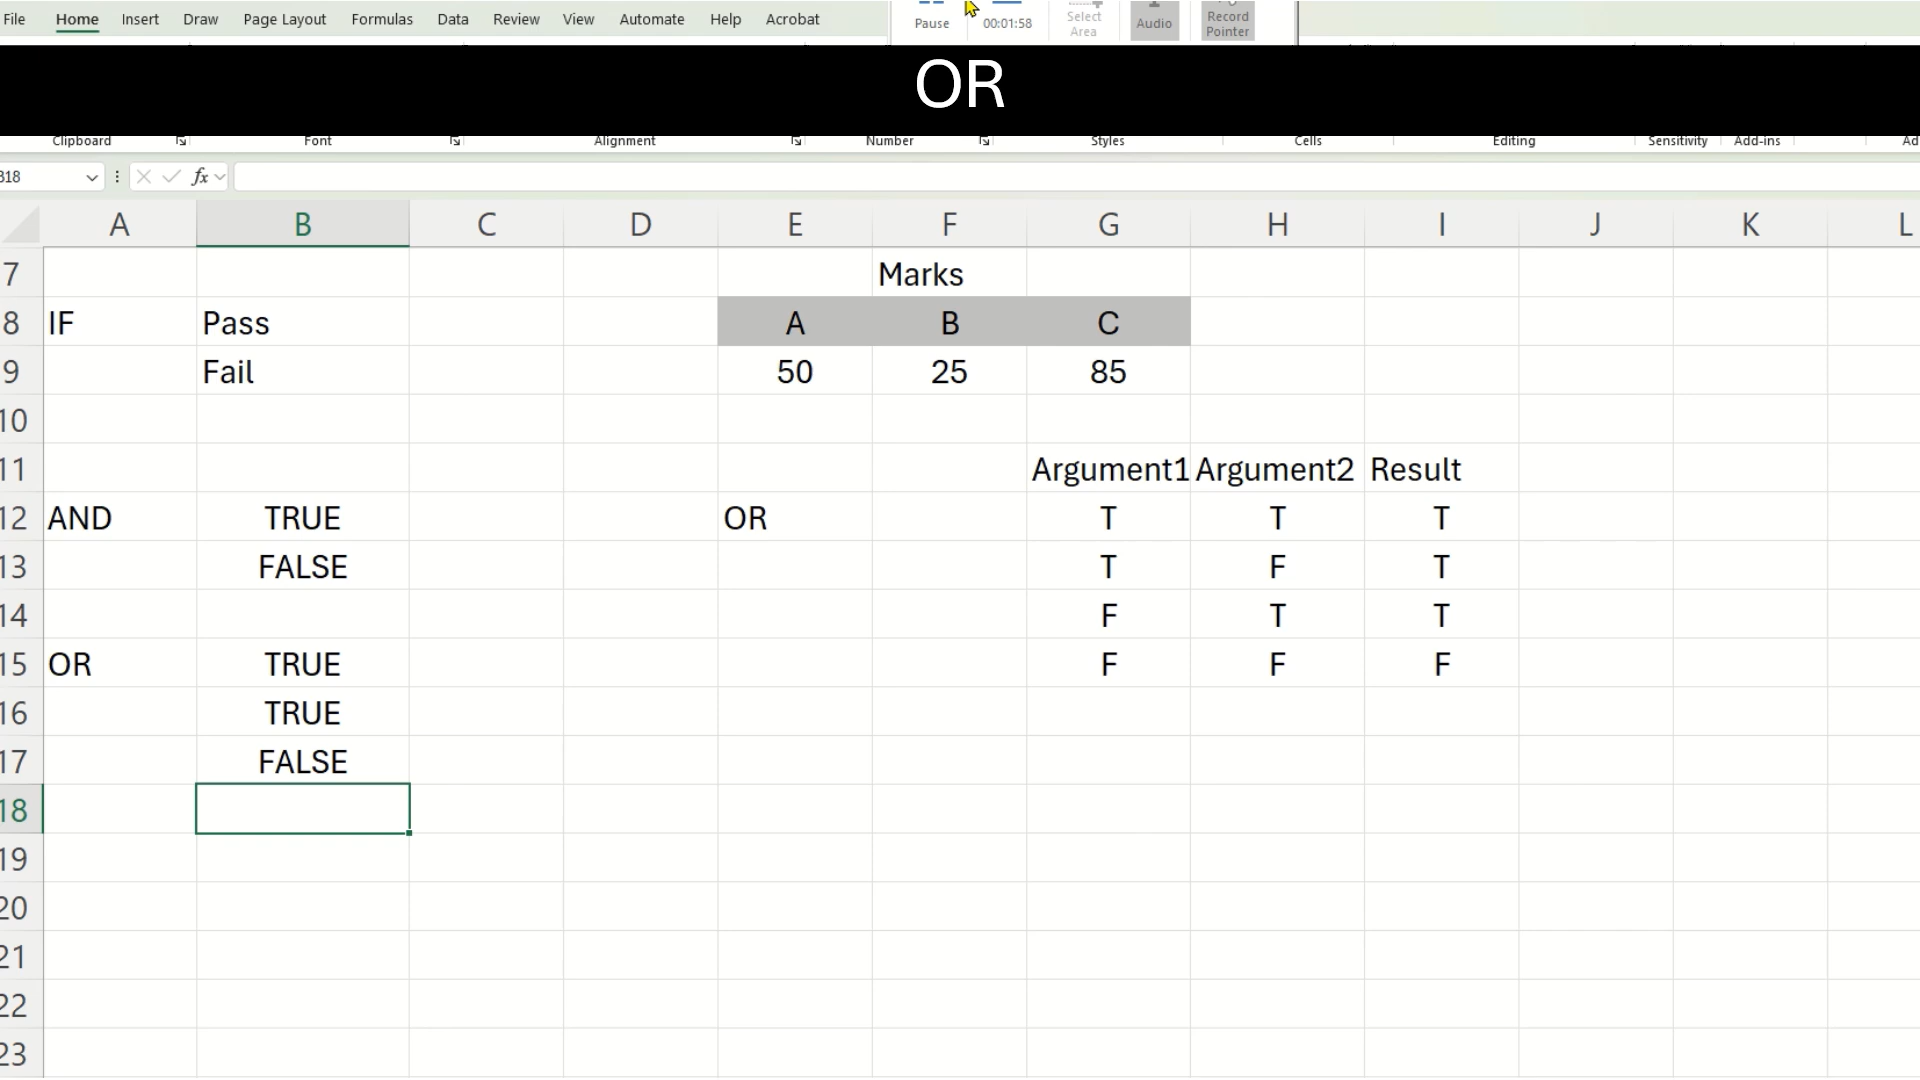 File Home Insert Draw Page Layout Formulas Data Review View Automate Help Acrobat
Pause 00:01:58 Select Area Audio Record Pointer
OR
Clipboard Font Alignment Number Styles Cells Editing Sensitivity Add-ins Ad
B18 fx
A B C D E F G H I J K L
7 Marks
8 IF Pass A B C
9 Fail 50 25 85
10
11 Argument1 Argument2 Result
12 AND TRUE OR T T T
13 FALSE T F T
14 F T T
15 OR TRUE F F F
16 TRUE
17 FALSE
18
19
20
21
22
23